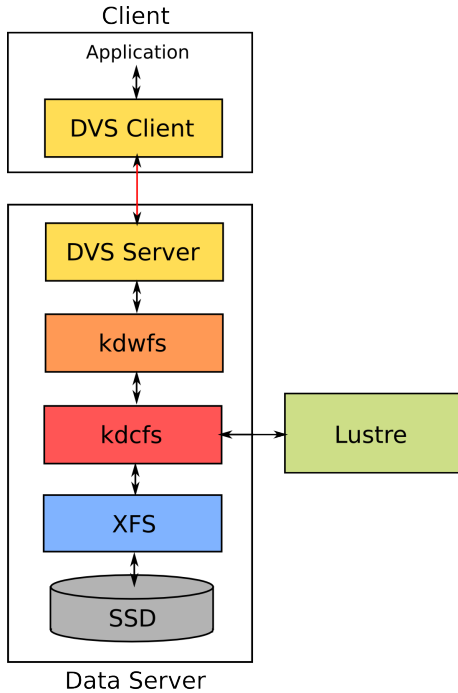 Client
Application
DVS Client
DVS Server
kdwfs
kdcfs
Lustre
XFS
SSD
Data Server